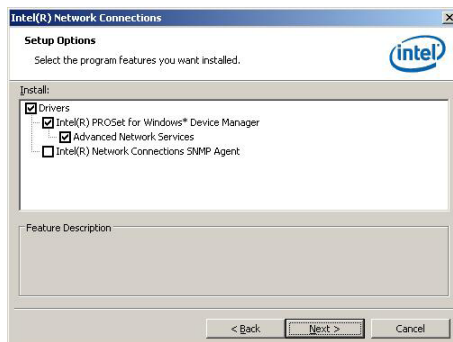 Intel(R) Network Connections
Setup Options
Select the program features you want installed.
intel
Install:
Drivers
Intel(R) PROSet for Windows* Device Manager
Advanced Network Services
Intel(R) Network Connections SNMP Agent
Feature Description
< Back
Next >
Cancel